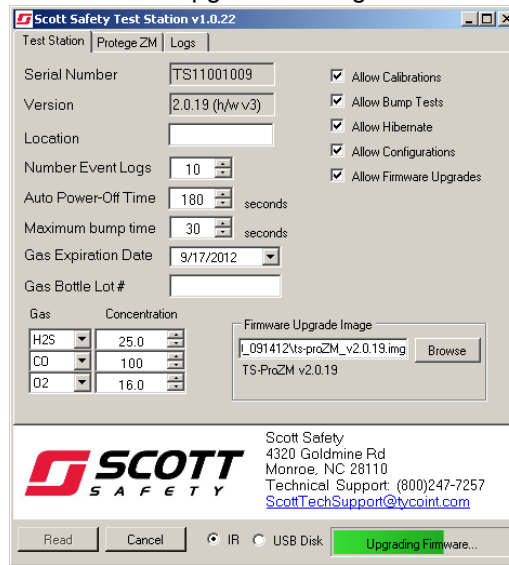 Scott Safety Test Station v1.0.22
Test Station Protege ZM Logs
Serial Number TS11001009
Version 2.0.19 (h/w v3)
Location
Number Event Logs 10
Auto Power-Off Time 180 seconds
Maximum bump time 30 seconds
Gas Expiration Date 9/17/2012
Gas Bottle Lot #
Allow Calibrations
Allow Bump Tests
Allow Hibernate
Allow Configurations
Allow Firmware Upgrades
Gas Concentration
H2S 25.0
CO 100
O2 16.0
Firmware Upgrade Image
l_091412\ts-proZM_v2.0.19.img Browse
TS-ProZM v2.0.19
SCOTT
SAFETY
Scott Safety
4320 Goldmine Rd
Monroe, NC 28110
Technical Support: (800)247-7257
ScottTechSupport@tycoint.com
Read Cancel IR USB Disk Upgrading Firmware...